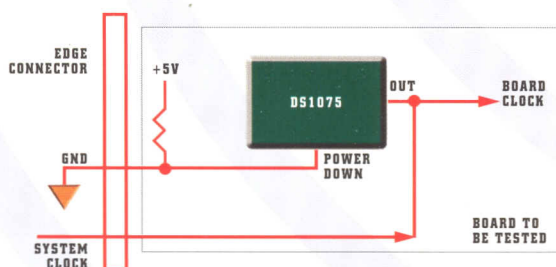 EDGE
CONNECTOR
+5V
DS1075
OUT
BOARD
CLOCK
GND
POWER
DOWN
BOARD TO
BE TESTED
SYSTEM
CLOCK